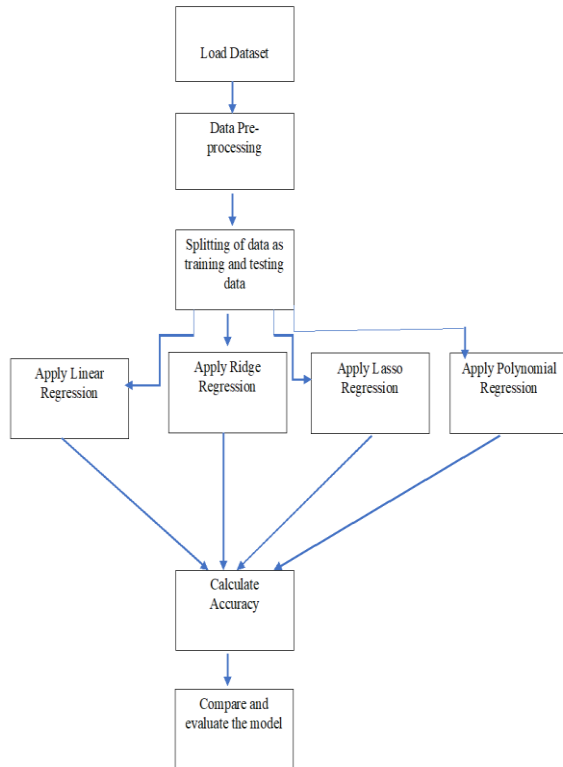 Load Dataset
Data Pre-
processing
Splitting of data as
training and testing
data
Apply Linear
Regression
Apply Ridge
Regression
Apply Lasso
Regression
Apply Polynomial
Regression
Calculate
Accuracy
Compare and
evaluate the model